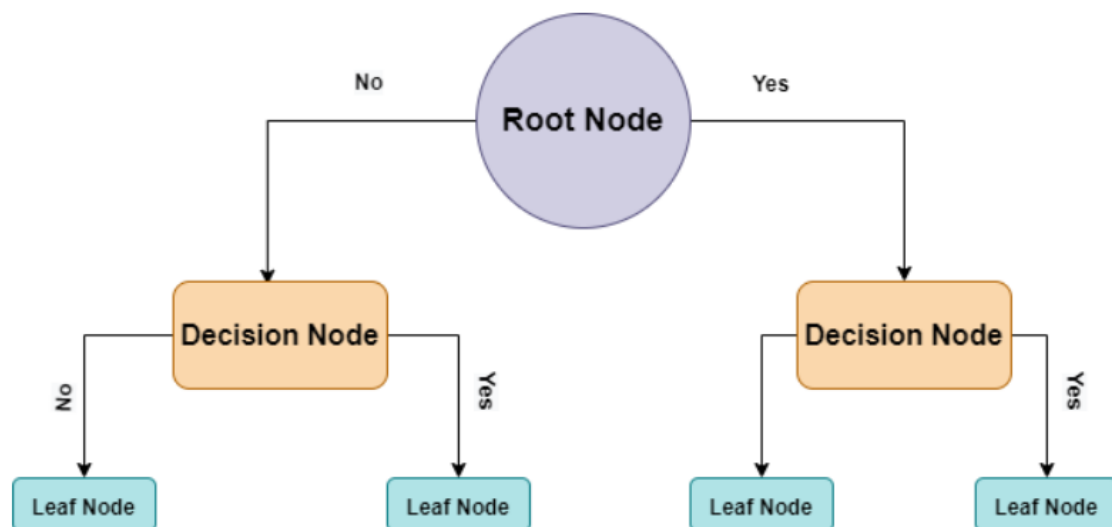 No
Yes
Root Node
Decision Node
Decision Node
No
Yes
Yes
Leaf Node
Leaf Node
Leaf Node
Leaf Node